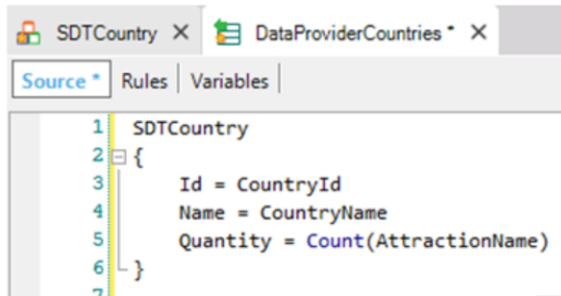 SDTCountry × DataProviderCountries * ×
Source * Rules Variables
1 SDTCountry
2 {
3 Id = CountryId
4 Name = CountryName
5 Quantity = Count(AttractionName)
6 }
7